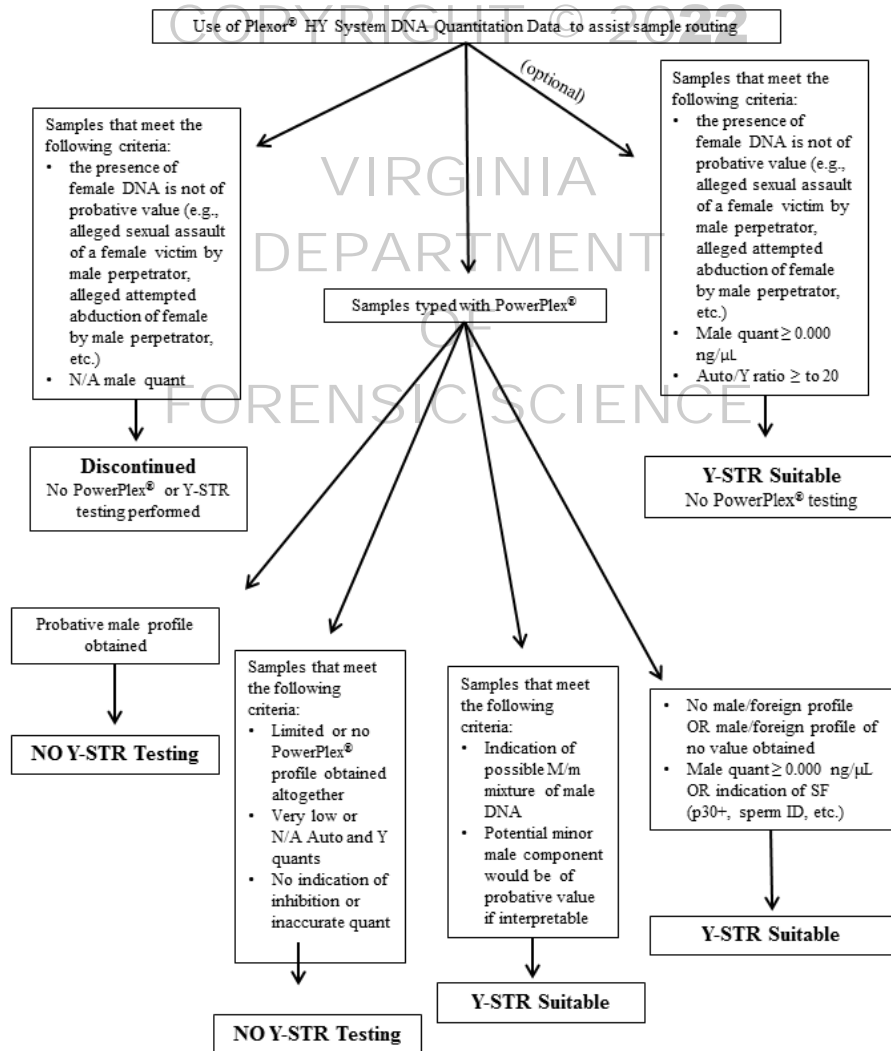 COPYRIGHT © 2022
Use of Plexor® HY System DNA Quantitation Data to assist sample routing
(optional)
Samples that meet the
following criteria:
• the presence of
female DNA is not of
probative value (e.g.,
alleged sexual assault
of a female victim by
male perpetrator,
alleged attempted
abduction of female
by male perpetrator,
etc.)
• N/A male quant
Samples that meet the
following criteria:
• the presence of
female DNA is not of
probative value (e.g.,
alleged sexual assault
of a female victim by
male perpetrator,
alleged attempted
abduction of female
by male perpetrator,
etc.)
• Male quant ≥ 0.000
ng/μL
• Auto/Y ratio ≥ to 20
VIRGINIA
DEPARTMENT
OF
FORENSIC SCIENCE
Samples typed with PowerPlex®
Discontinued
No PowerPlex® or Y-STR
testing performed
Y-STR Suitable
No PowerPlex® testing
Probative male profile
obtained
NO Y-STR Testing
Samples that meet
the following
criteria:
• Limited or no
PowerPlex®
profile obtained
altogether
• Very low or
N/A Auto and Y
quants
• No indication of
inhibition or
inaccurate quant
NO Y-STR Testing
Samples that meet
the following
criteria:
• Indication of
possible M/m
mixture of male
DNA
• Potential minor
male component
would be of
probative value
if interpretable
Y-STR Suitable
• No male/foreign profile
OR male/foreign profile of
no value obtained
• Male quant ≥ 0.000 ng/μL
OR indication of SF
(p30+, sperm ID, etc.)
Y-STR Suitable